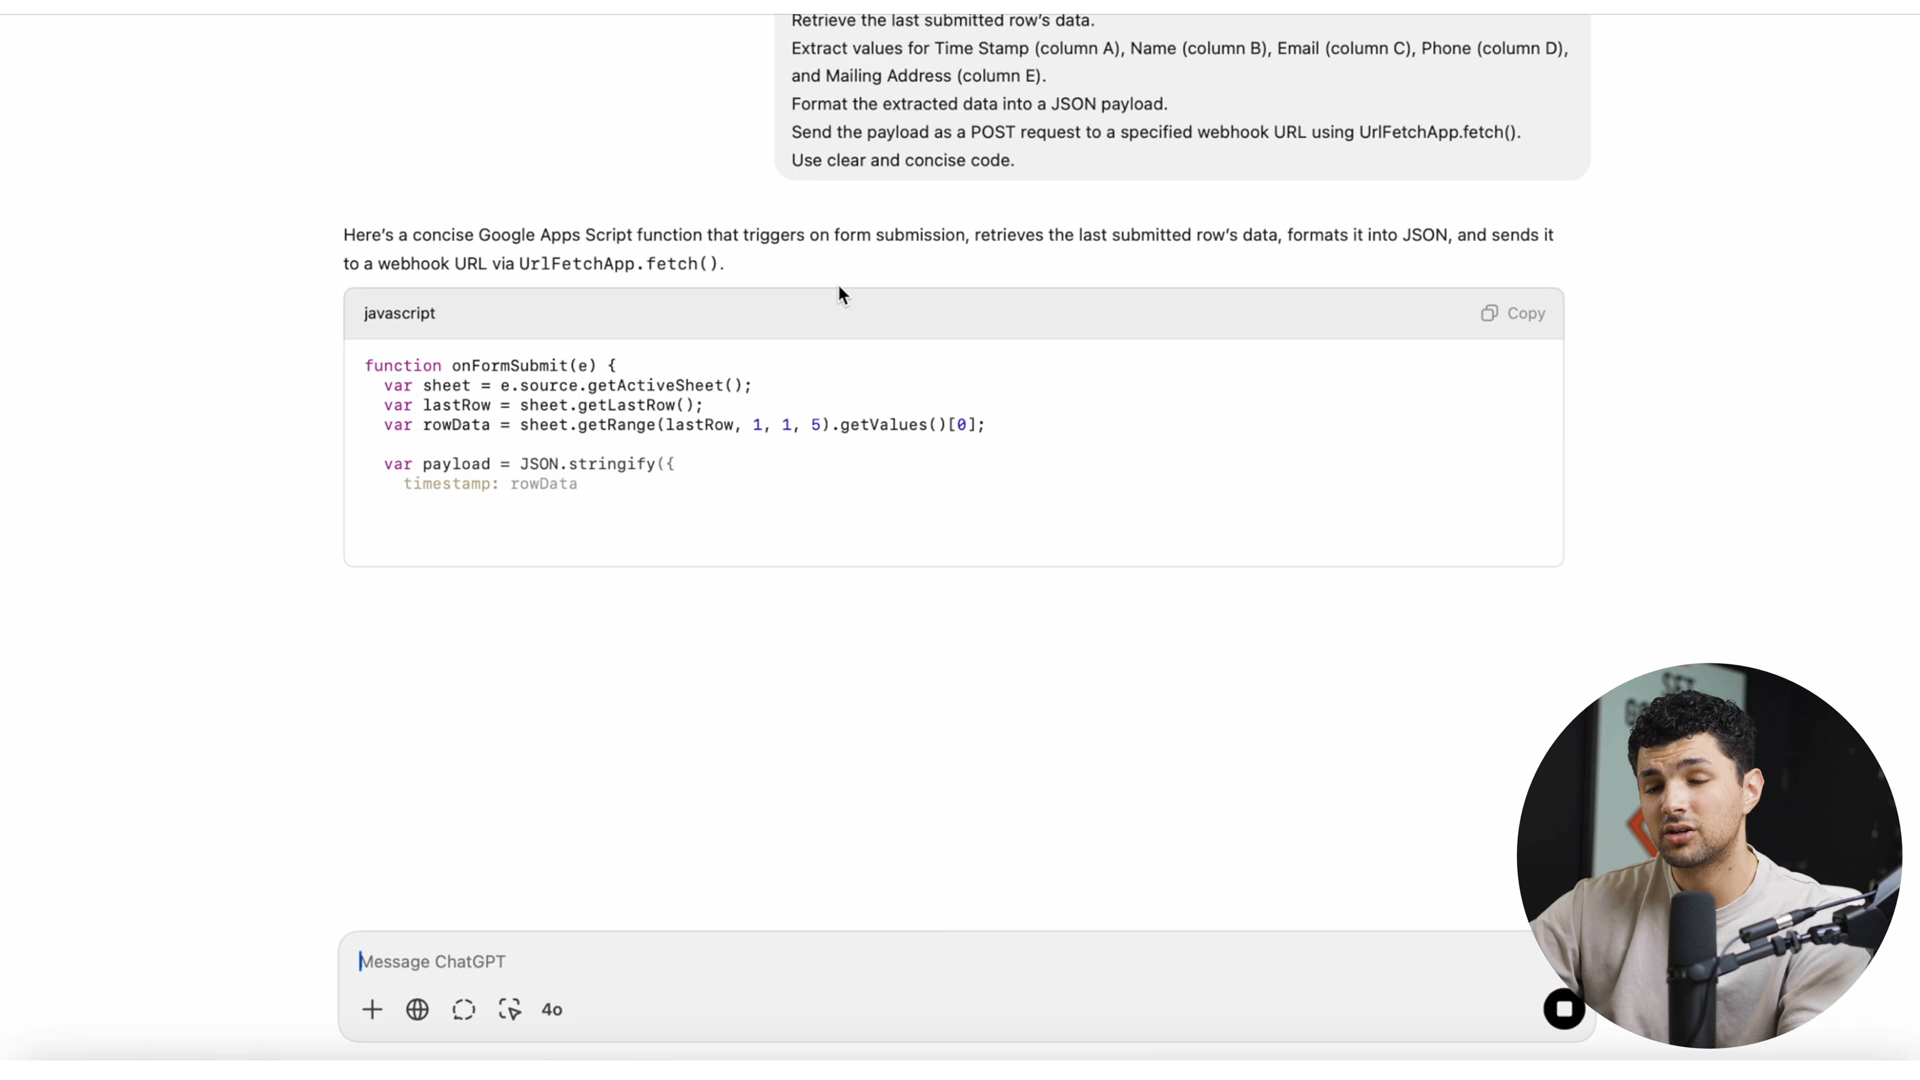 Retrieve the last submitted row's data.
Extract values for Time Stamp (column A), Name (column B), Email (column C), Phone (column D),
and Mailing Address (column E).
Format the extracted data into a JSON payload.
Send the payload as a POST request to a specified webhook URL using UrlFetchApp.fetch().
Use clear and concise code.
Here's a concise Google Apps Script function that triggers on form submission, retrieves the last submitted row's data, formats it into JSON, and sends it
to a webhook URL via UrlFetchApp.fetch().
javascript
Copy
function onFormSubmit(e) {
  var sheet = e.source.getActiveSheet();
  var lastRow = sheet.getLastRow();
  var rowData = sheet.getRange(lastRow, 1, 1, 5).getValues()[0];
  var payload = JSON.stringify({
    timestamp: rowData
Message ChatGPT
4o